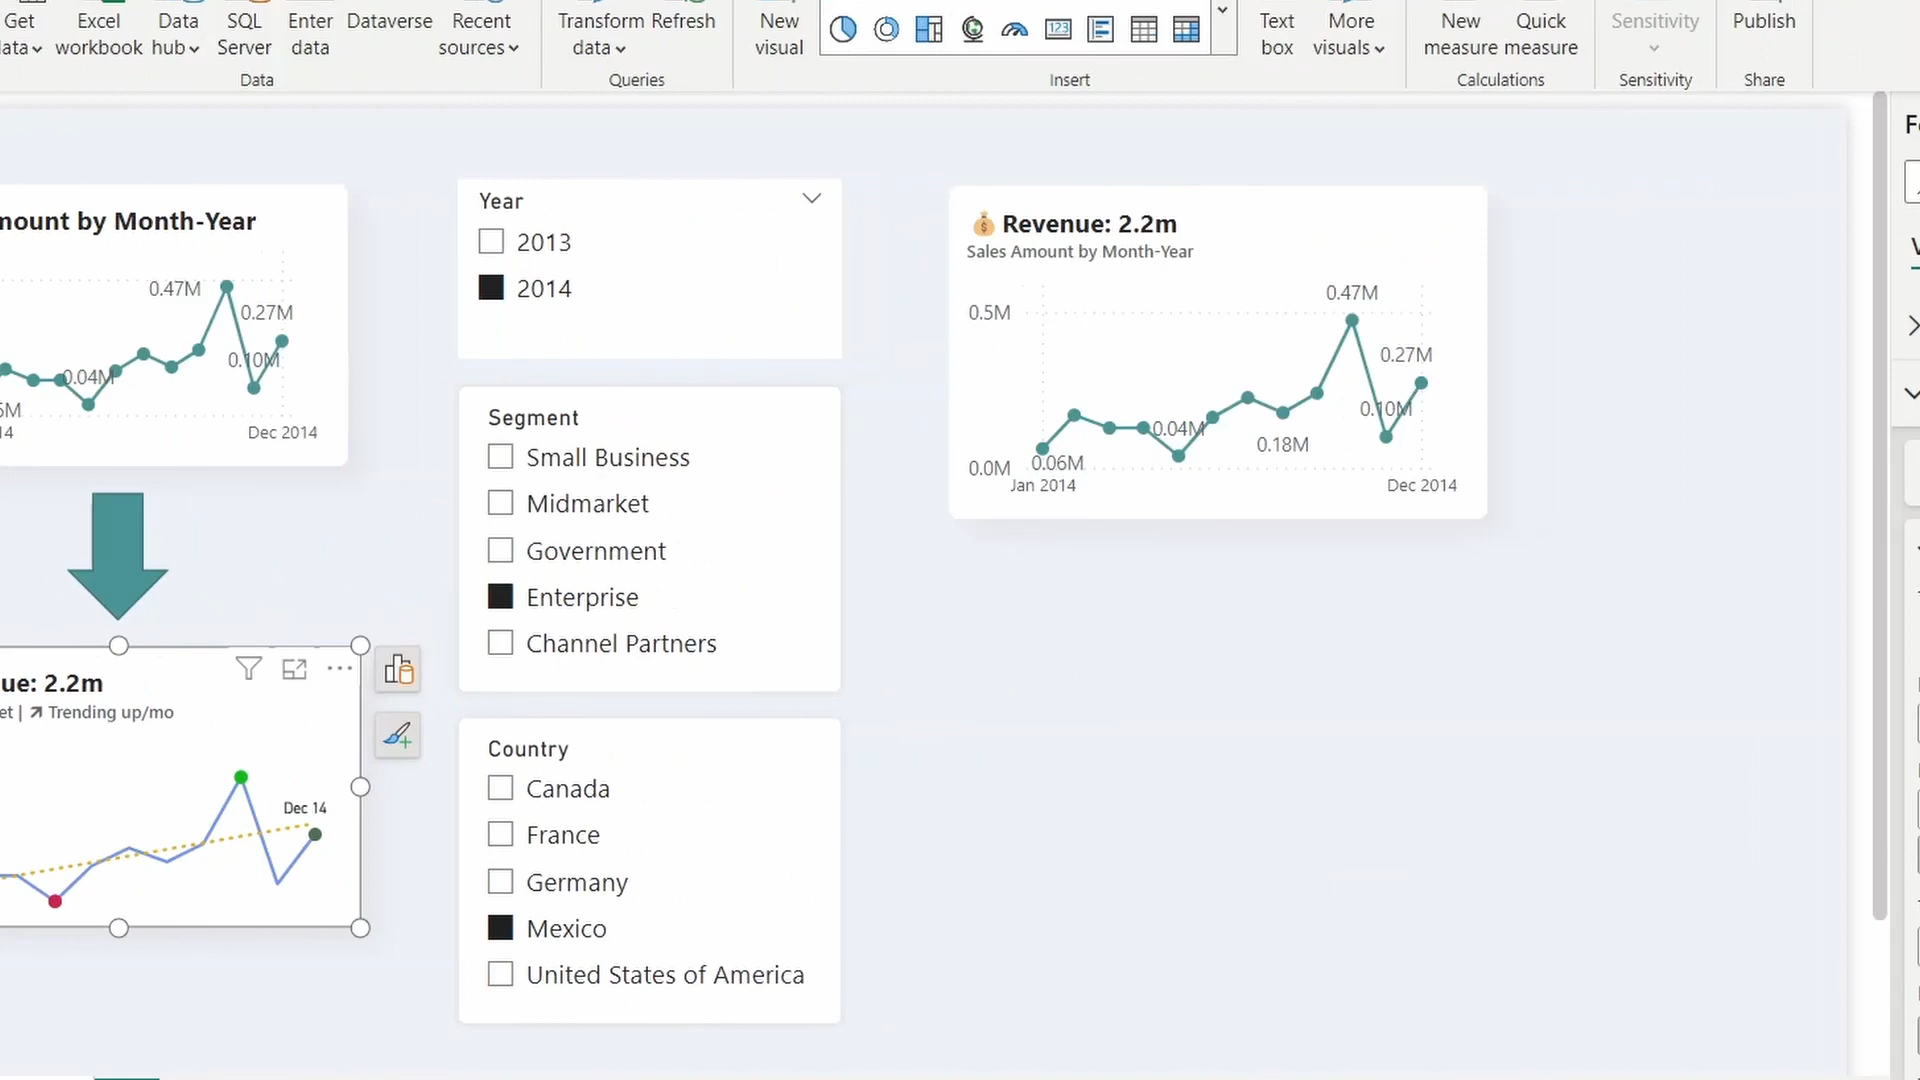 Get
data
Excel
workbook
Data
hub
SQL
Server
Enter
data
Dataverse
Recent
sources
Data
Transform
data
Refresh
Queries
New
visual
123
Text
box
More
visuals
Insert
New
measure
Quick
measure
Calculations
Sensitivity
Sensitivity
Publish
Share
mount by Month-Year
0.47M
0.27M
0.10M
0.04M
Dec 2014
ue: 2.2m
et | Trending up/mo
Dec 14
Year
2013
2014
Segment
Small Business
Midmarket
Government
Enterprise
Channel Partners
Country
Canada
France
Germany
Mexico
United States of America
Revenue: 2.2m
Sales Amount by Month-Year
0.5M
0.0M
0.47M
0.27M
0.10M
0.04M
0.18M
0.06M
Jan 2014
Dec 2014